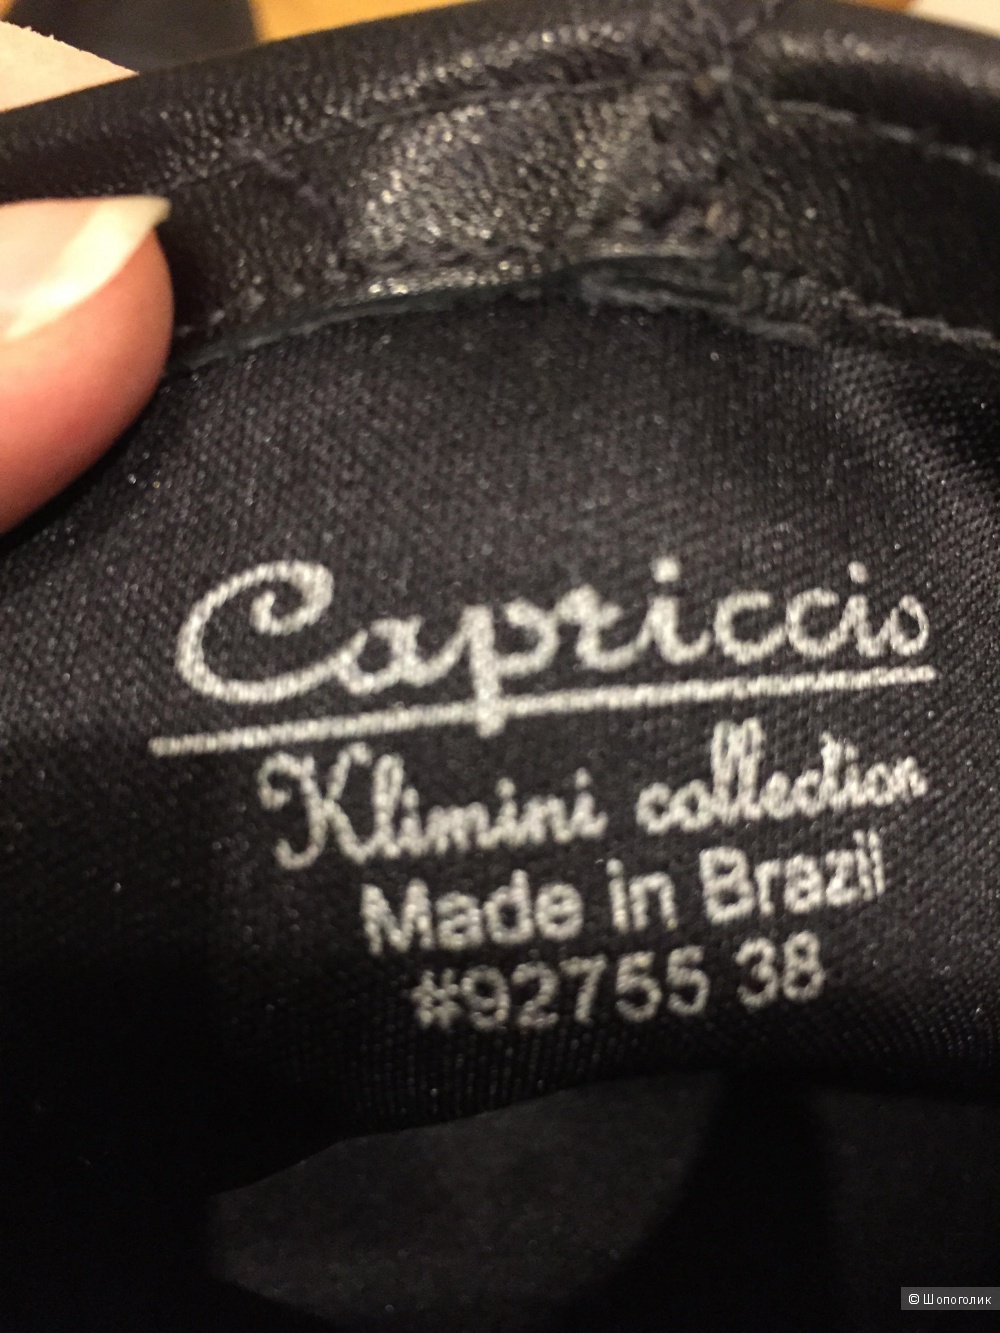 Capriccio
Klimini collection
Made in Brazil
#92755 38
© Шопоголик